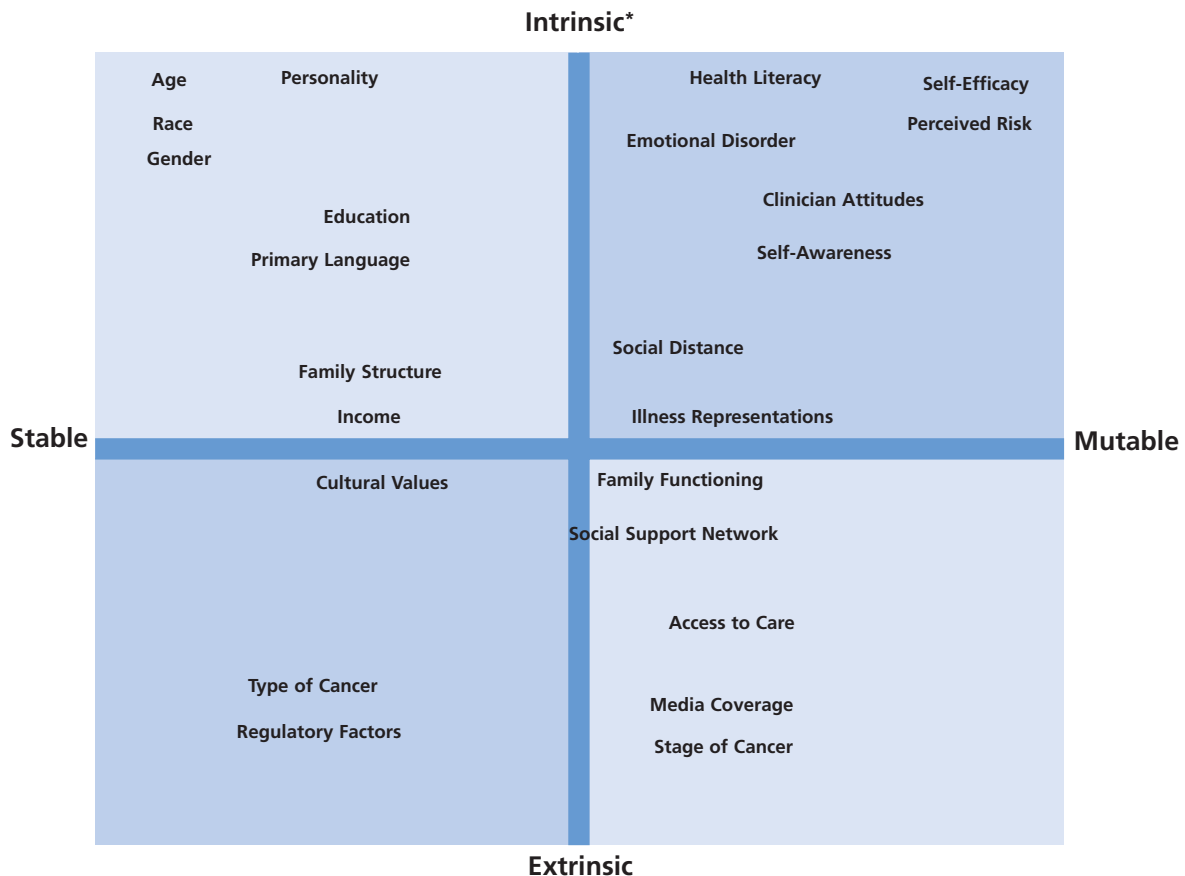 Intrinsic*
Age
Personality
Race
Gender
Education
Primary Language
Family Structure
Income
Health Literacy
Self-Efficacy
Perceived Risk
Emotional Disorder
Clinician Attitudes
Self-Awareness
Social Distance
Illness Representations
Stable
Mutable
Cultural Values
Type of Cancer
Regulatory Factors
Family Functioning
Social Support Network
Access to Care
Media Coverage
Stage of Cancer
Extrinsic